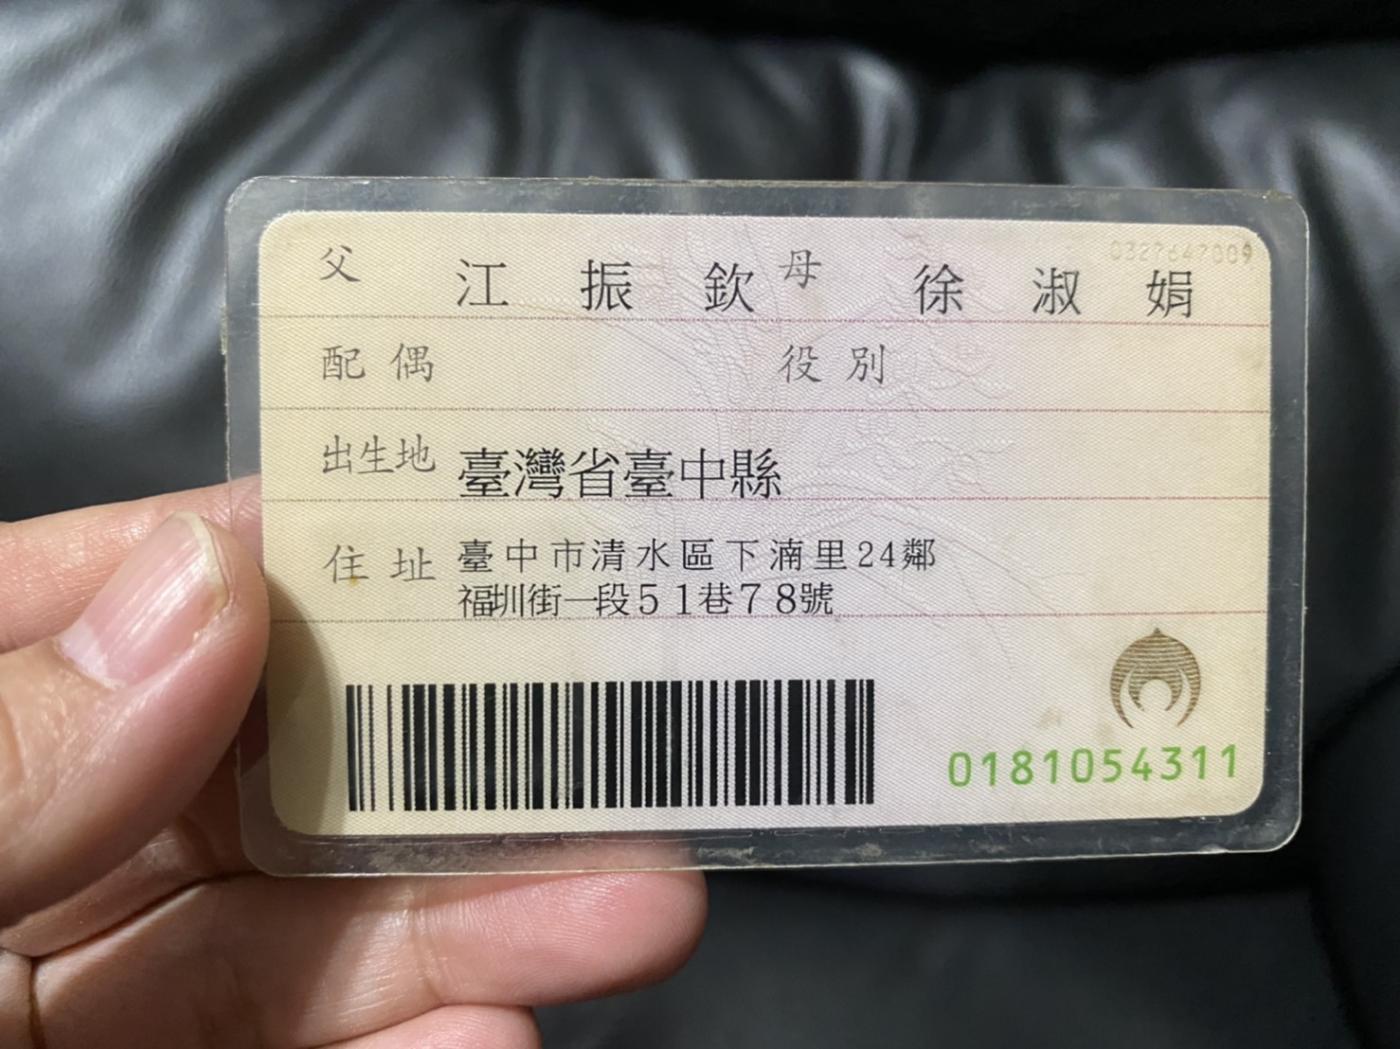 0327647009
父 江振欽 母 徐淑娟
配偶 役別
出生地 臺灣省臺中縣
住址 臺中市清水區下湳里24鄰
福圳街一段51巷78號
0181054311